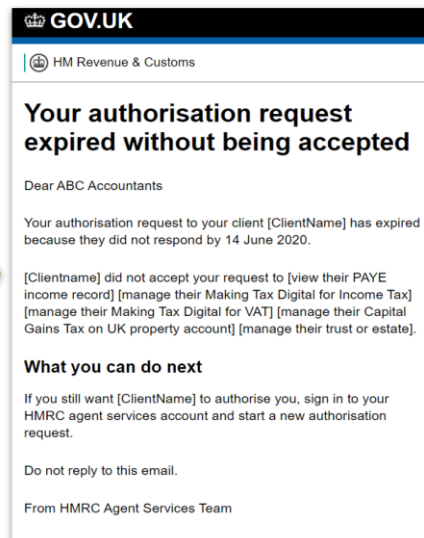 GOV.UK
HM Revenue & Customs
Your authorisation request
expired without being accepted
Dear ABC Accountants
Your authorisation request to your client [ClientName] has expired
because they did not respond by 14 June 2020.
[Clientname] did not accept your request to [view their PAYE
income record] [manage their Making Tax Digital for Income Tax]
[manage their Making Tax Digital for VAT] [manage their Capital
Gains Tax on UK property account] [manage their trust or estate].
What you can do next
If you still want [ClientName] to authorise you, sign in to your
HMRC agent services account and start a new authorisation
request.
Do not reply to this email.
From HMRC Agent Services Team